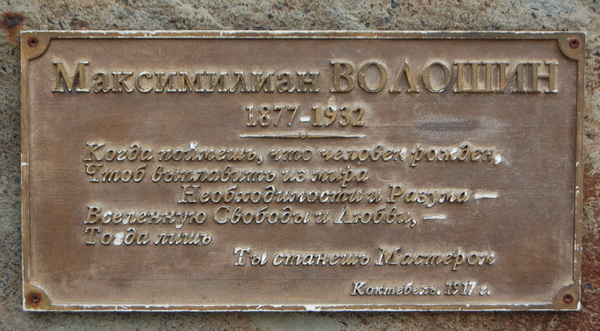 Максимилиан ВОЛОШИН
1877-1932
Когда поймешь, что человек рожден,
Чтоб выплавить из мира
Необходимости и Разума —
Вселенную Свободы и Любви, —
Тогда лишь
Ты станешь Мастером
Коктебель. 1917 г.